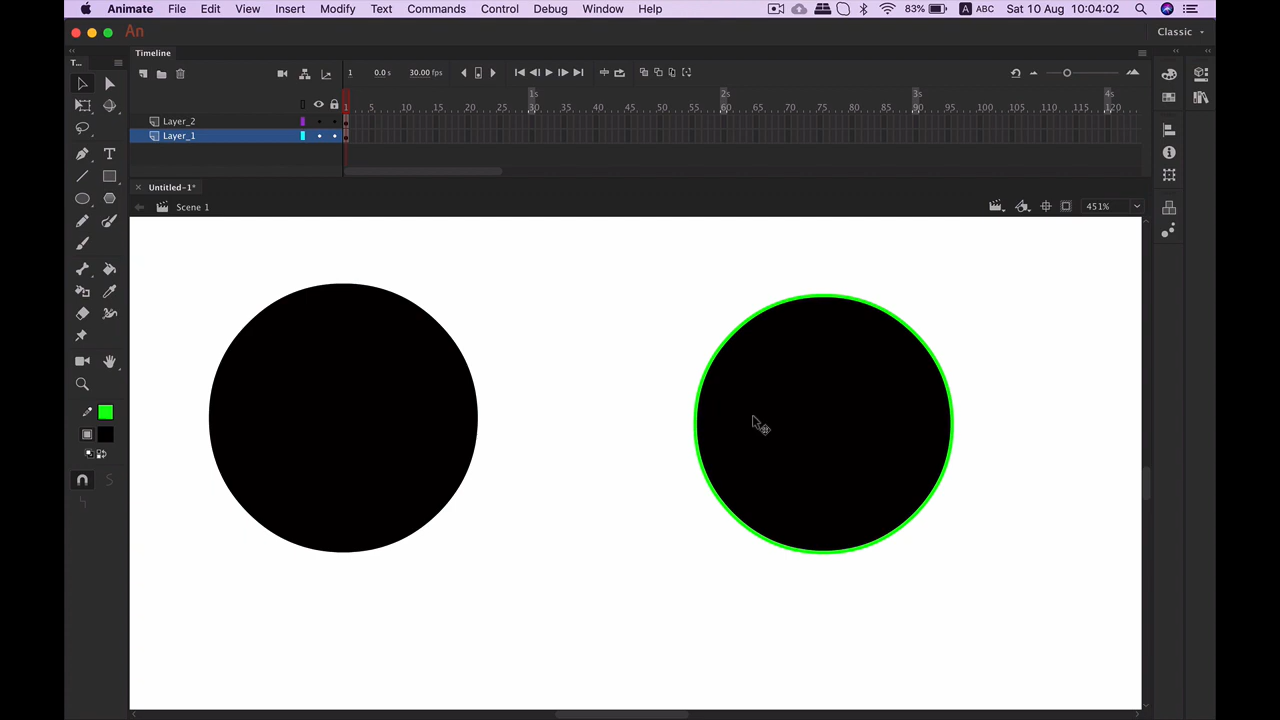 Animate File Edit View Insert Modify Text Commands Control Debug Window Help 83% A ABC Sat 10 Aug 10:04:02
An Classic
Timeline
T...
1 0.0 s 30.00 fps
1s 2s 3s 4s
1 5 10 15 20 25 30 35 40 45 50 55 60 65 70 75 80 85 90 95 100 105 110 115 120
Layer_2
Layer_1
Untitled-1*
Scene 1 451%